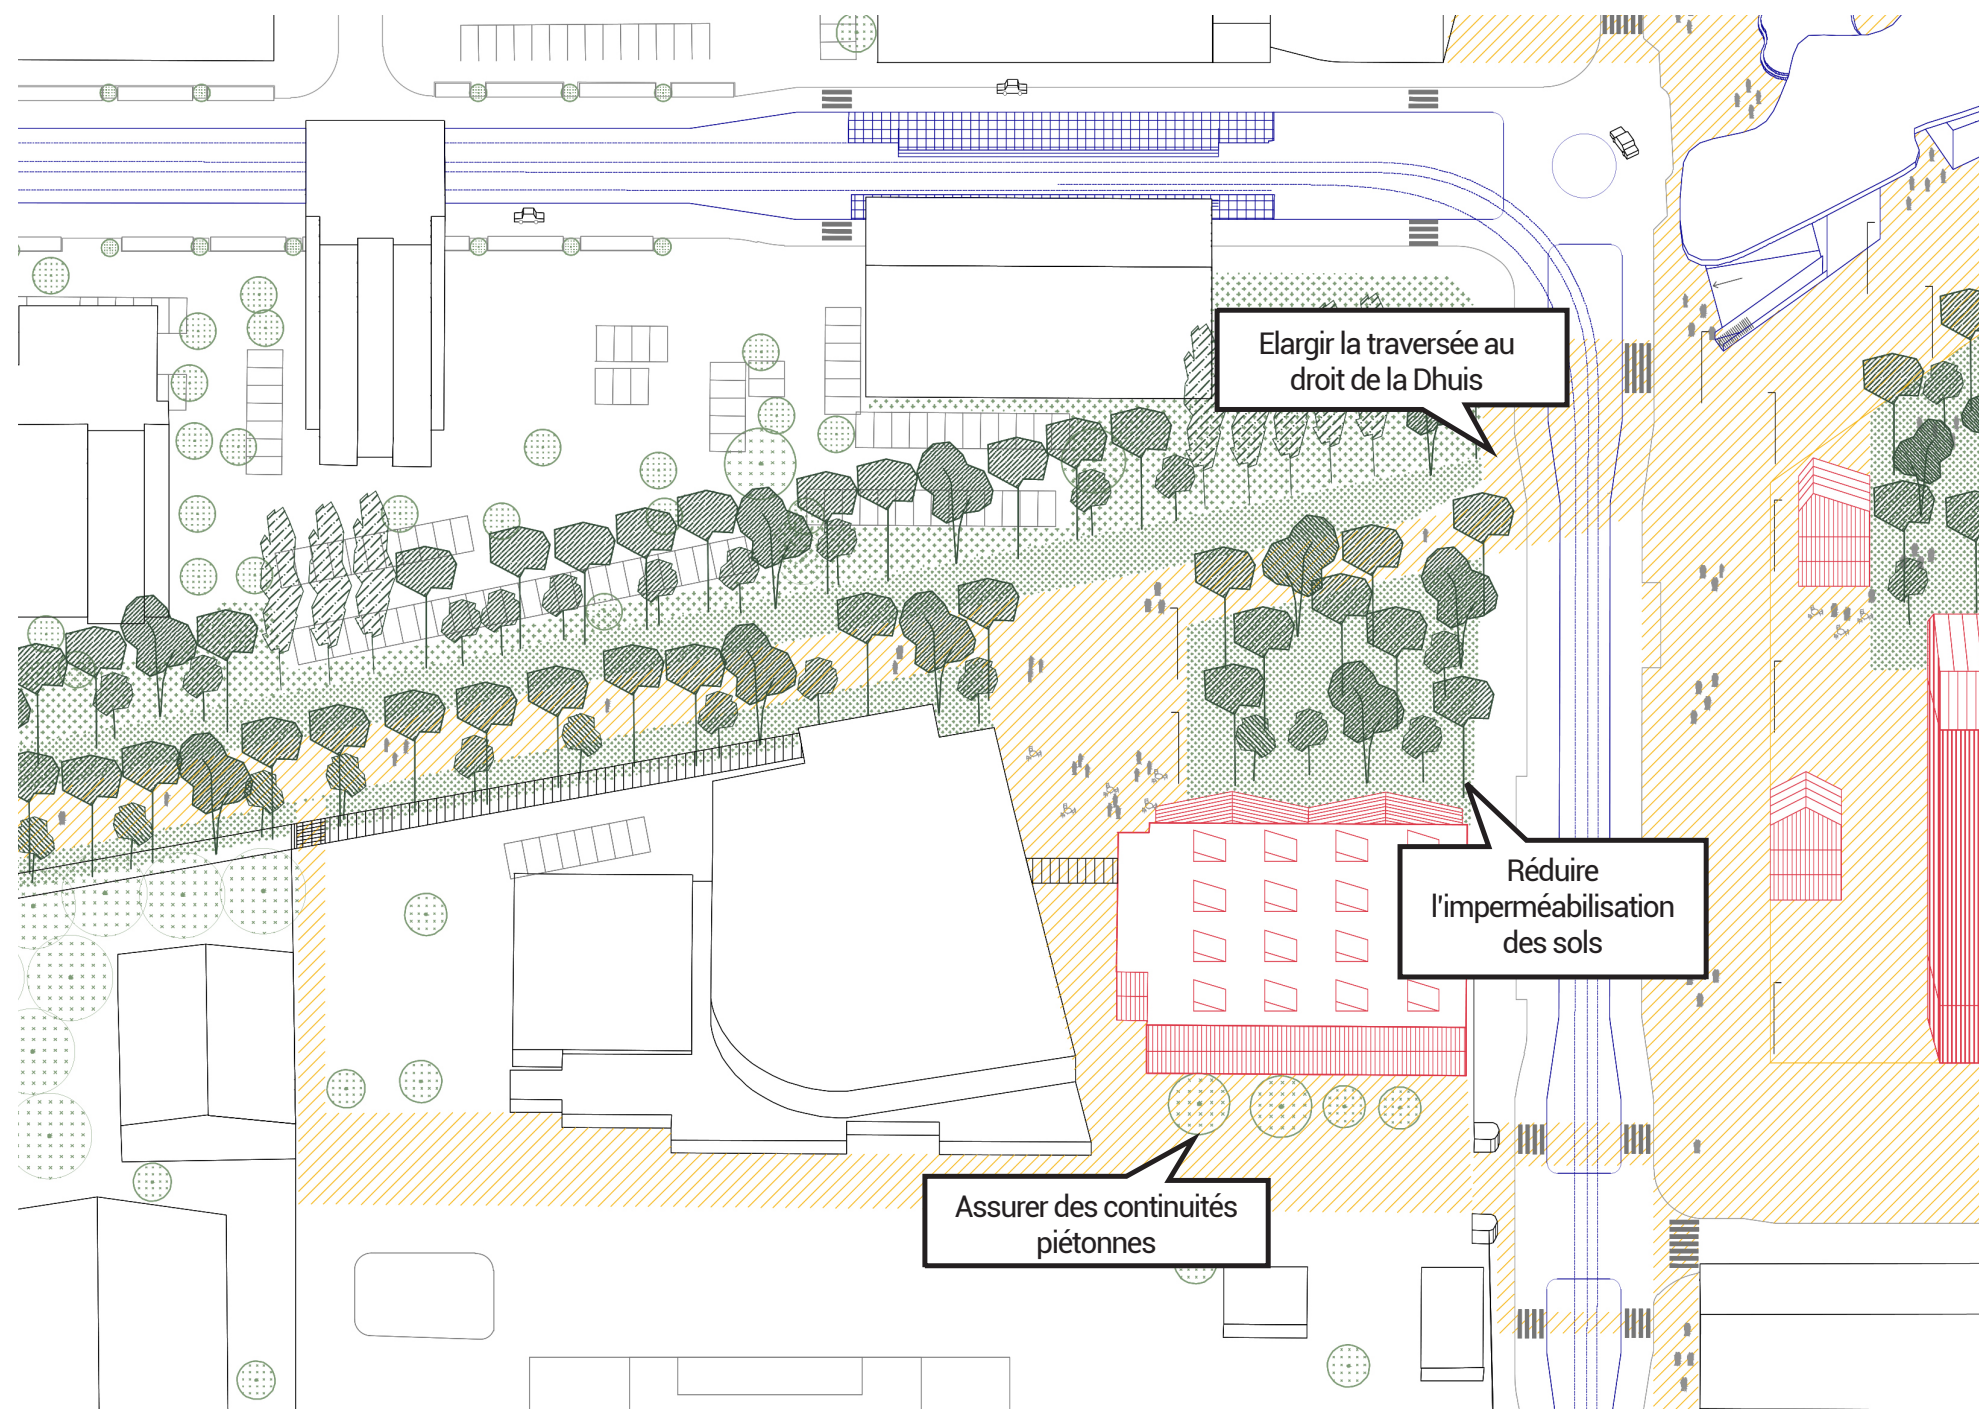 Elargir la traversée au
droit de la Dhuis
Réduire
l'imperméabilisation
des sols
Assurer des continuités
piétonnes